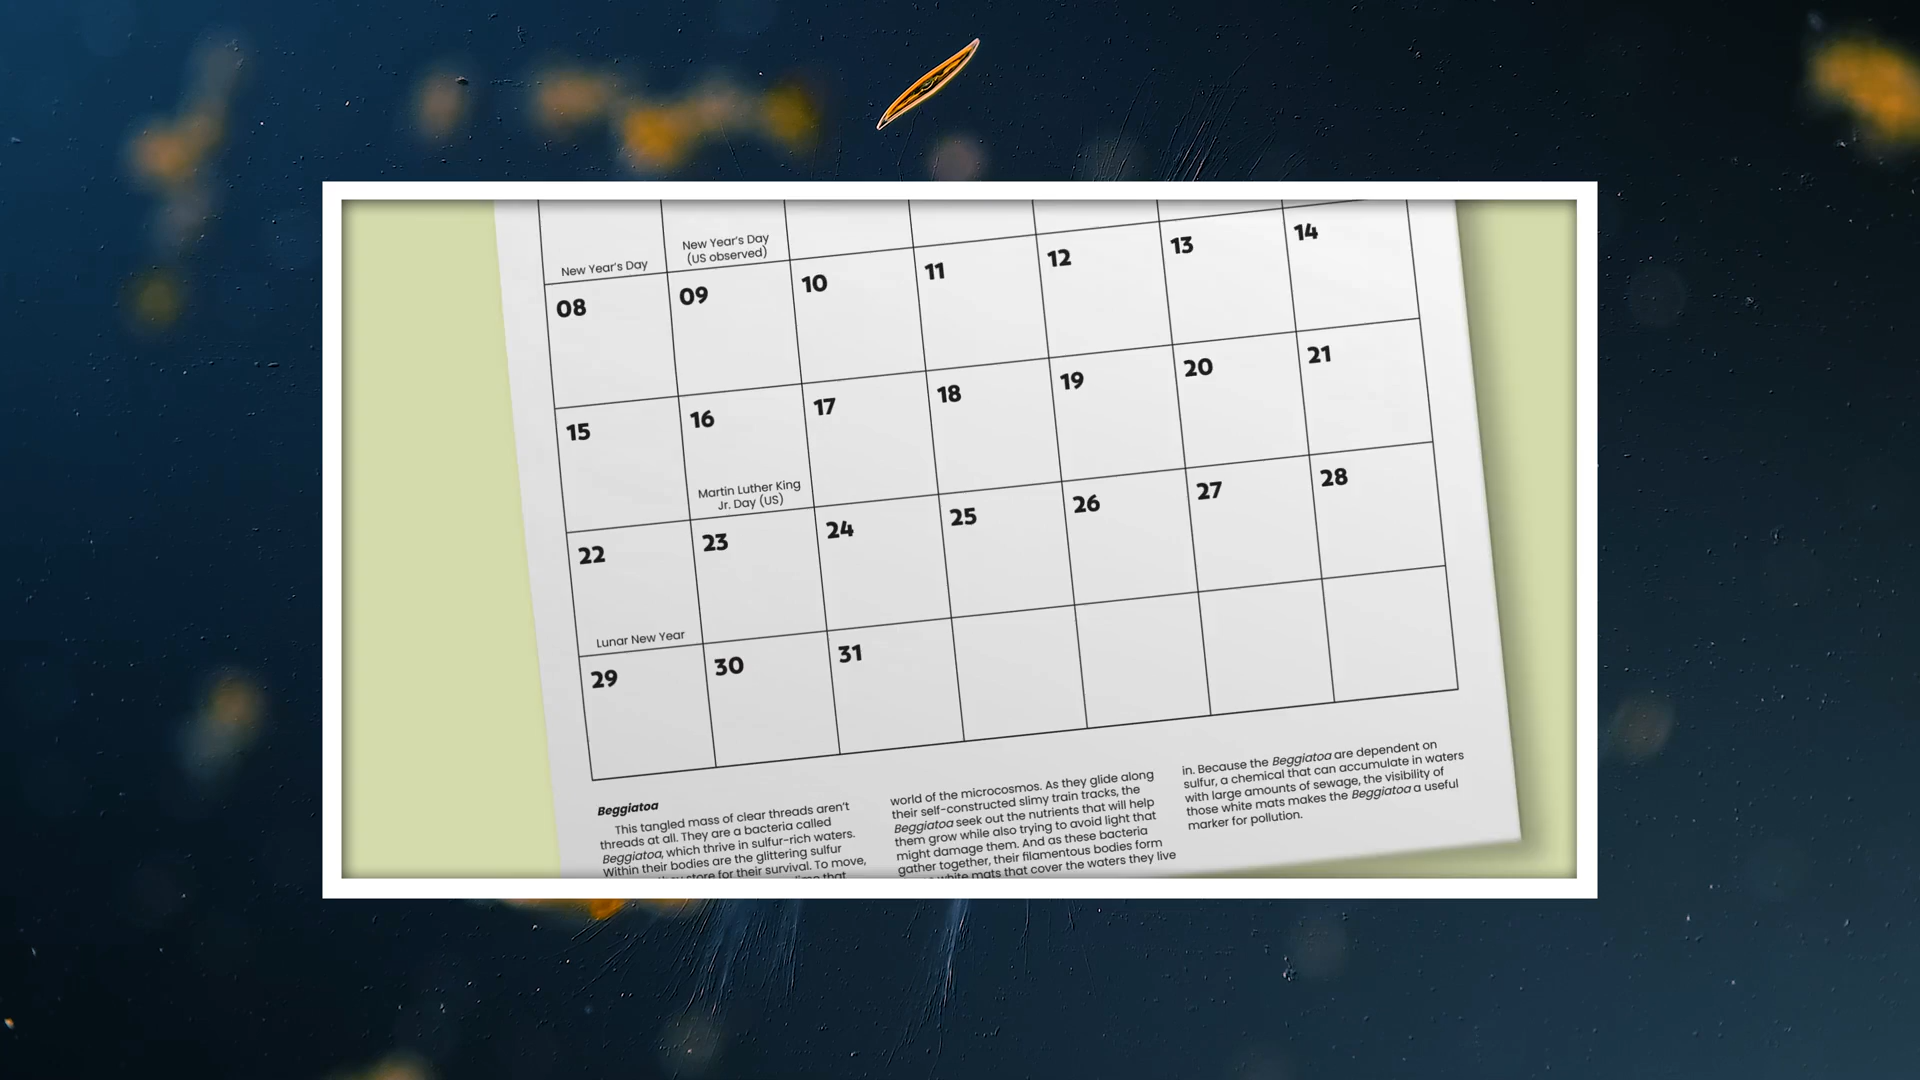 New Year's Day
New Year's Day
(US observed)
08
09
10
11
12
13
14
15
16
Martin Luther King
Jr. Day (US)
17
18
19
20
21
22
Lunar New Year
23
24
25
26
27
28
29
30
31
Beggiatoa
This tangled mass of clear threads aren't
threads at all. They are a bacteria called
Beggiatoa, which thrive in sulfur-rich waters.
Within their bodies are the glittering sulfur
store for their survival. To move,
that
world of the microcosmos. As they glide along
their self-constructed slimy train tracks, the
Beggiatoa seek out the nutrients that will help
them grow while also trying to avoid light that
might damage them. And as these bacteria
gather together, their filamentous bodies form
white mats that cover the waters they live
in. Because the Beggiatoa are dependent on
sulfur, a chemical that can accumulate in waters
with large amounts of sewage, the visibility of
those white mats makes the Beggiatoa a useful
marker for pollution.